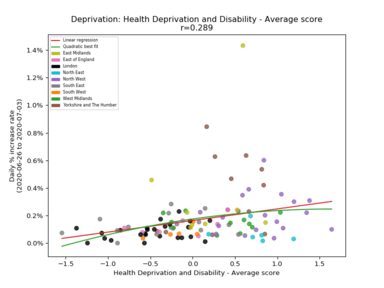 Deprivation: Health Deprivation and Disability - Average score
r=0.289
Linear regression
Quadratic best fit
East Midlands
East of England
London
North East
North West
South East
South West
West Midlands
Yorkshire and The Humber
Daily % increase rate
(2020-06-26 to 2020-07-03)
1.4%
1.2%
1.0%
0.8%
0.6%
0.4%
0.2%
0.0%
−1.5
−1.0
−0.5
0.0
0.5
1.0
1.5
Health Deprivation and Disability - Average score